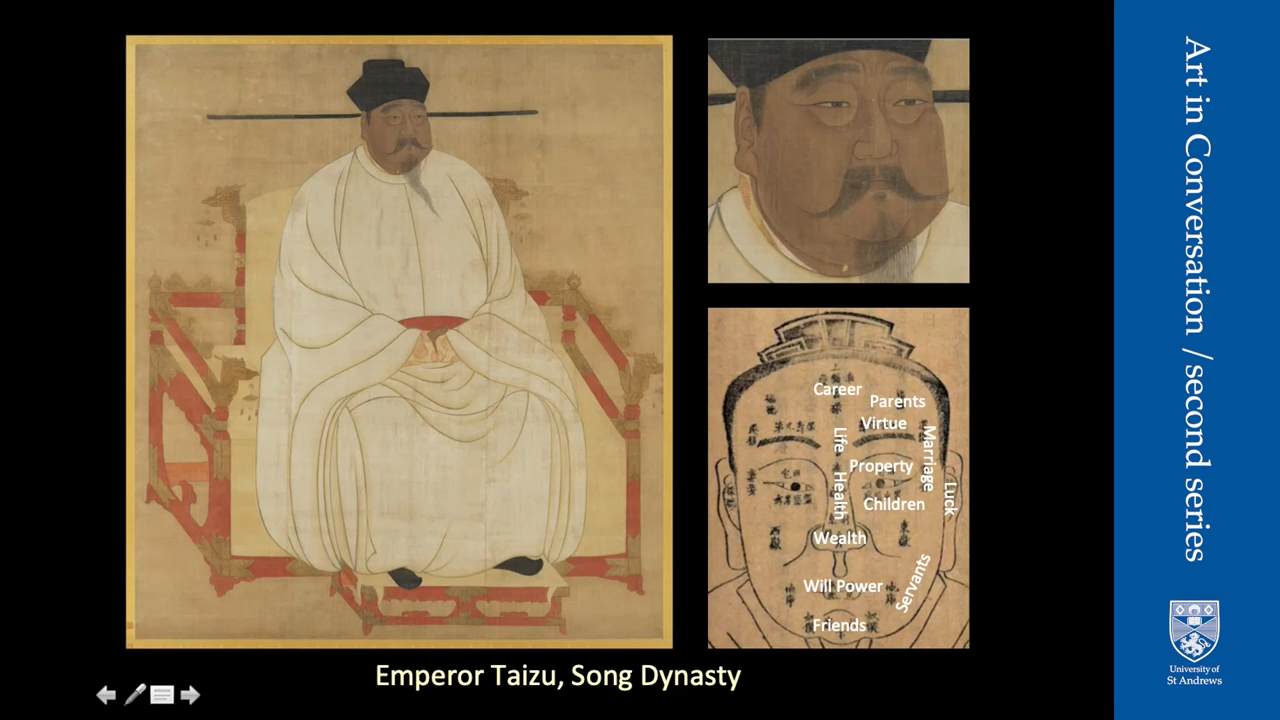 Career
Parents
Virtue
Life
Marriage
Property
Health
Luck
Children
Wealth
Servants
Will Power
Friends
Emperor Taizu, Song Dynasty
Art in Conversation / second series
University of
St Andrews